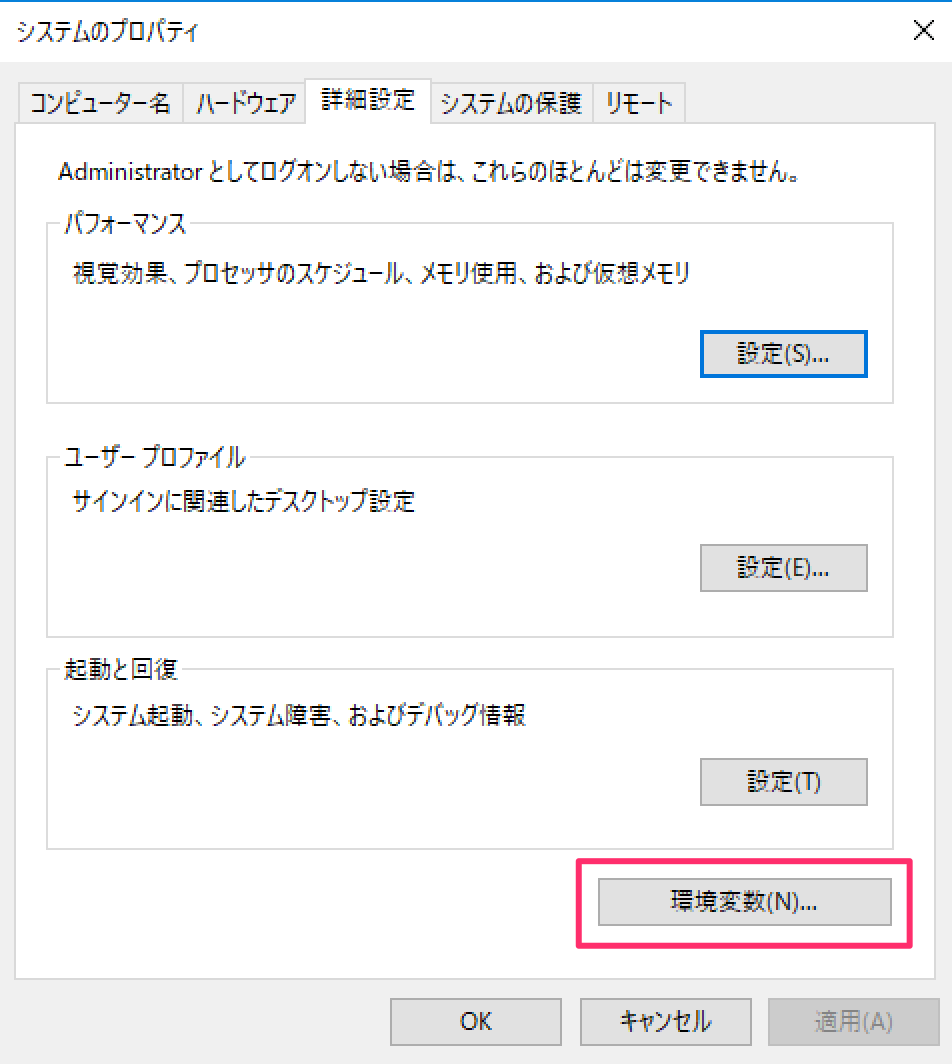 システムのプロパティ
コンピューター名 ハードウェア 詳細設定 システムの保護 リモート
Administrator としてログオンしない場合は、これらのほとんどは変更できません。
パフォーマンス
視覚効果、プロセッサのスケジュール、メモリ使用、および仮想メモリ
設定(S)...
ユーザー プロファイル
サインインに関連したデスクトップ設定
設定(E)...
起動と回復
システム起動、システム障害、およびデバッグ情報
設定(T)
環境変数(N)...
OK キャンセル 適用(A)